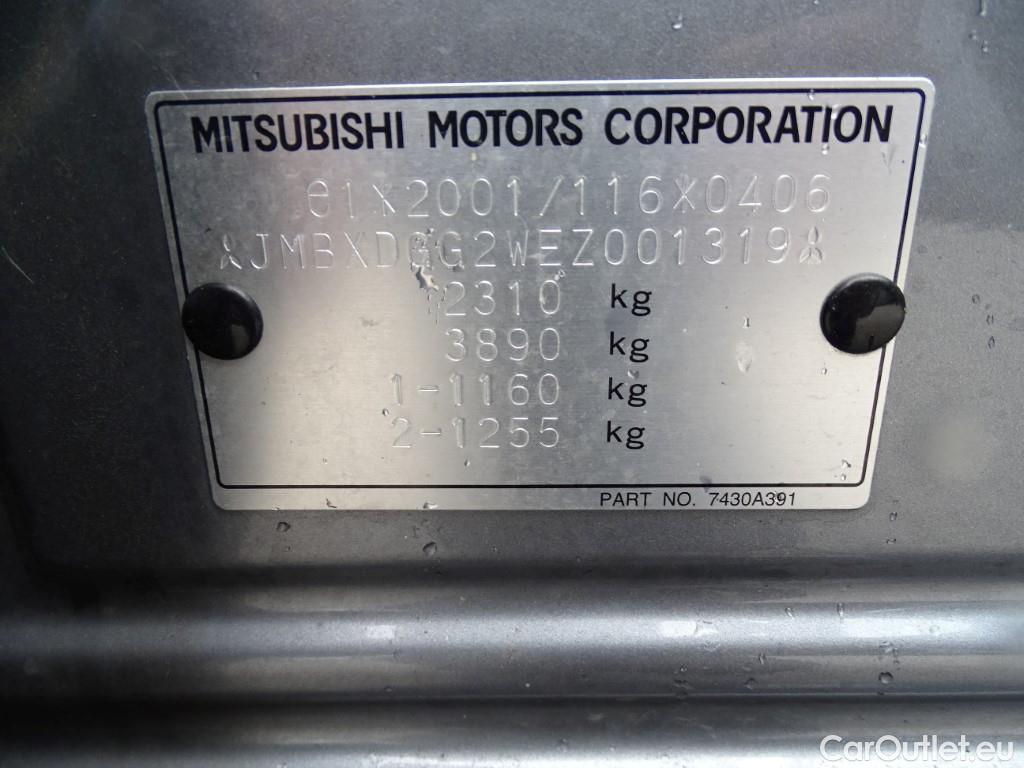 MITSUBISHI MOTORS CORPORATION
e1*2001/116*0406
JMBXDGG2WEZ001319
2310 kg
3890 kg
1-1160 kg
2-1255 kg
PART NO. 7430A391
CarOutlet.eu